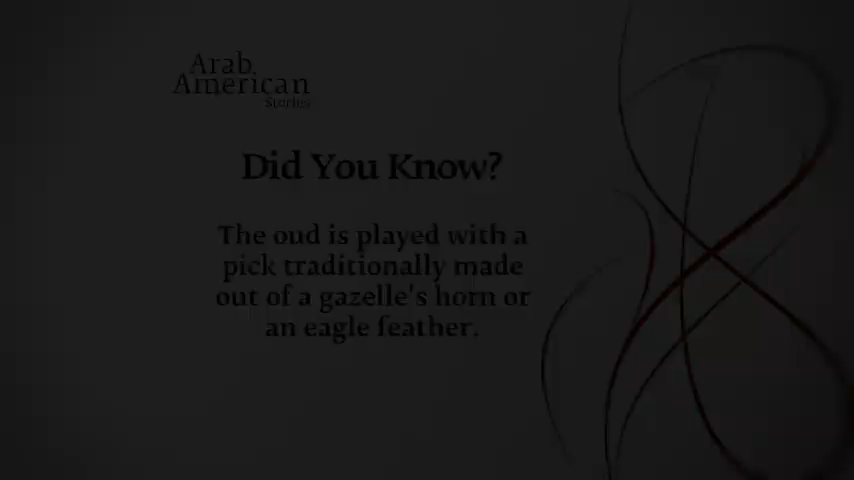 Arab
American
Stories
Did You Know?
The oud is played with a
pick traditionally made
out of a gazelle's horn or
an eagle feather.